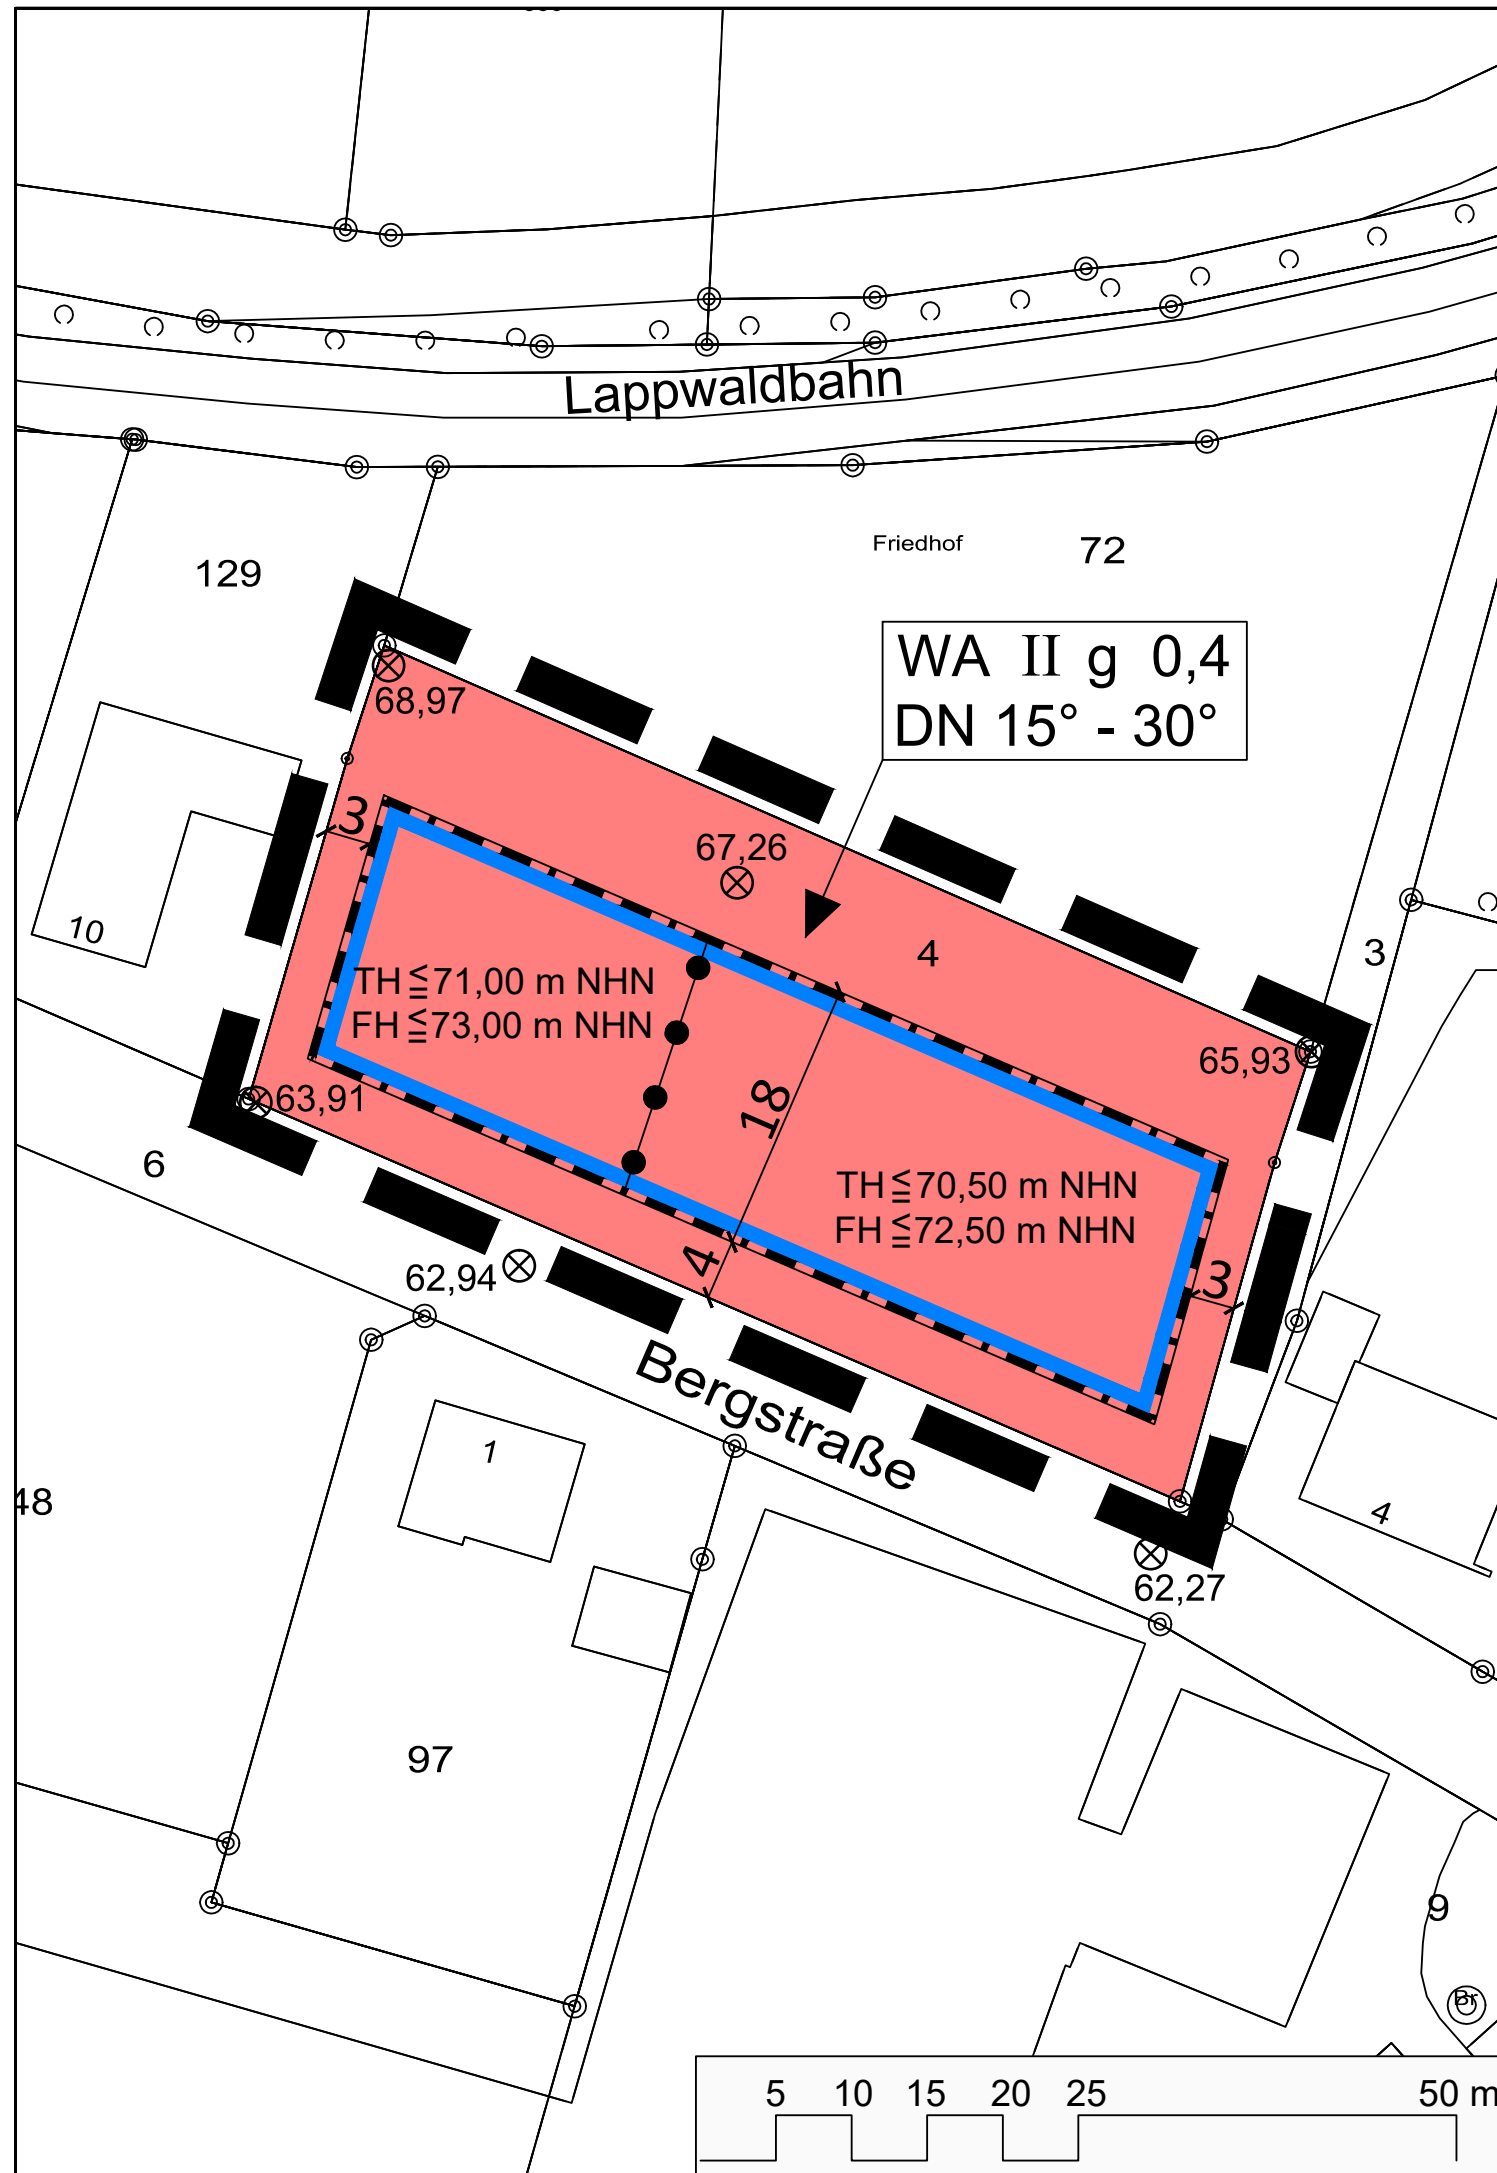 Lappwaldbahn
Friedhof
72
129
WA II g 0,4
DN 15° - 30°
68,97
3
67,26
10
4
3
TH ≦ 71,00 m NHN
FH ≦ 73,00 m NHN
65,93
63,91
18
6
TH ≦ 70,50 m NHN
FH ≦ 72,50 m NHN
62,94
4
3
Bergstraße
1
48
4
62,27
97
9
Br
5 10 15 20 25 50 m